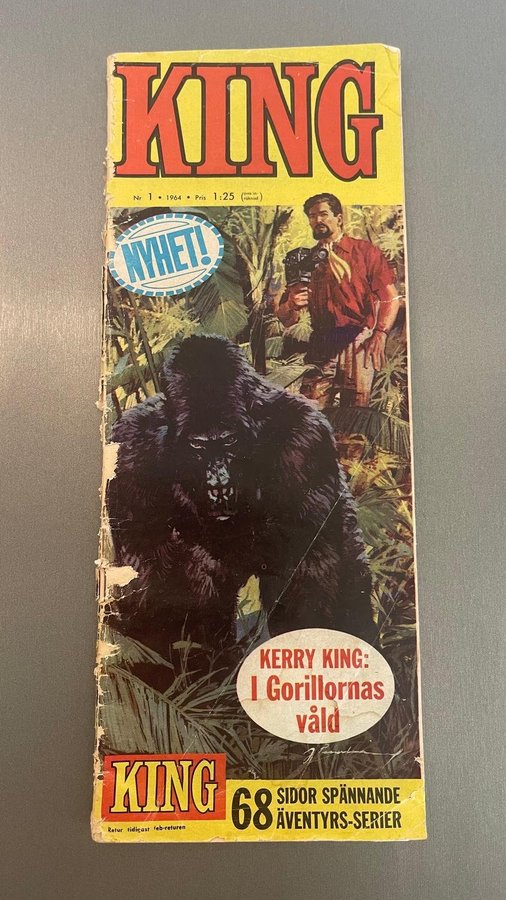 KING
Nr 1 • 1964 • Pris 1:25
NYHET!
KERRY KING:
I Gorillornas
våld
KING
68 SIDOR SPÄNNANDE
ÄVENTYRS-SERIER
Retur tidigast feb-returen